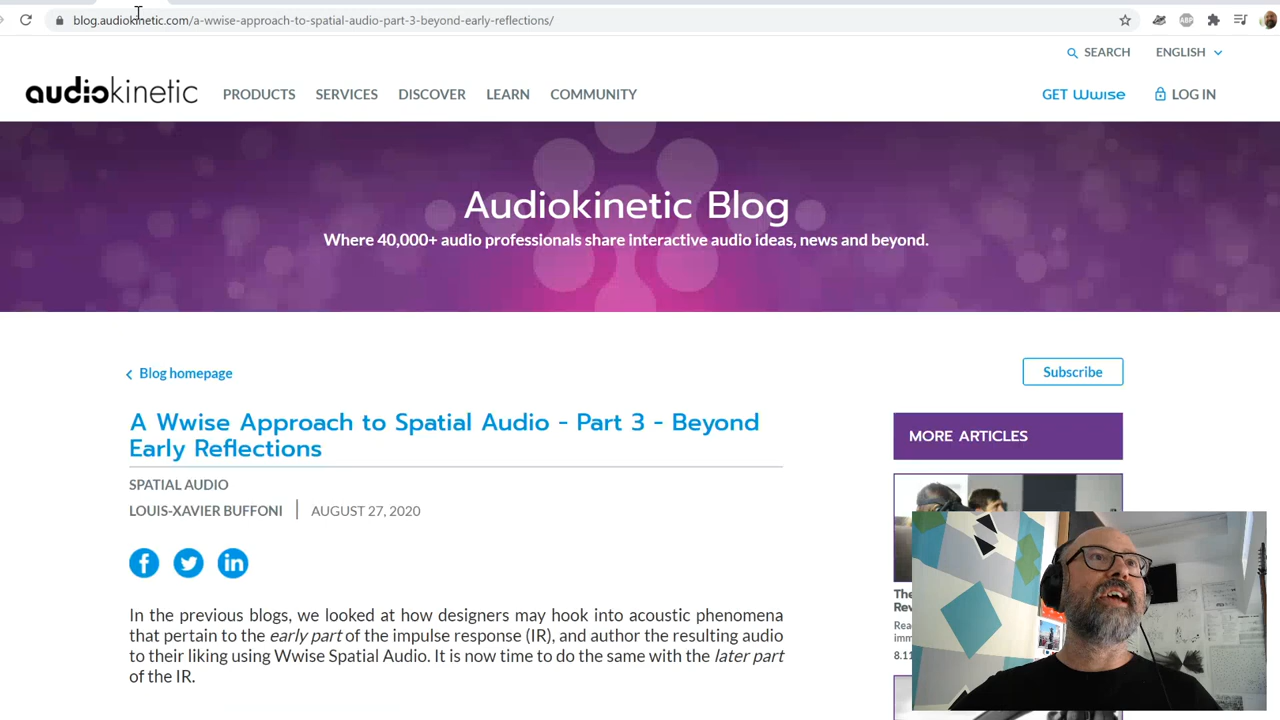 blog.audiokinetic.com/a-wwise-approach-to-spatial-audio-part-3-beyond-early-reflections/
ABP
SEARCH
ENGLISH
audiokinetic
PRODUCTS
SERVICES
DISCOVER
LEARN
COMMUNITY
GET Wwise
LOG IN
Audiokinetic Blog
Where 40,000+ audio professionals share interactive audio ideas, news and beyond.
Blog homepage
Subscribe
A Wwise Approach to Spatial Audio - Part 3 - Beyond
Early Reflections
SPATIAL AUDIO
LOUIS-XAVIER BUFFONI
AUGUST 27, 2020
In the previous blogs, we looked at how designers may hook into acoustic phenomena
that pertain to the early part of the impulse response (IR), and author the resulting audio
to their liking using Wwise Spatial Audio. It is now time to do the same with the later part
of the IR.
MORE ARTICLES